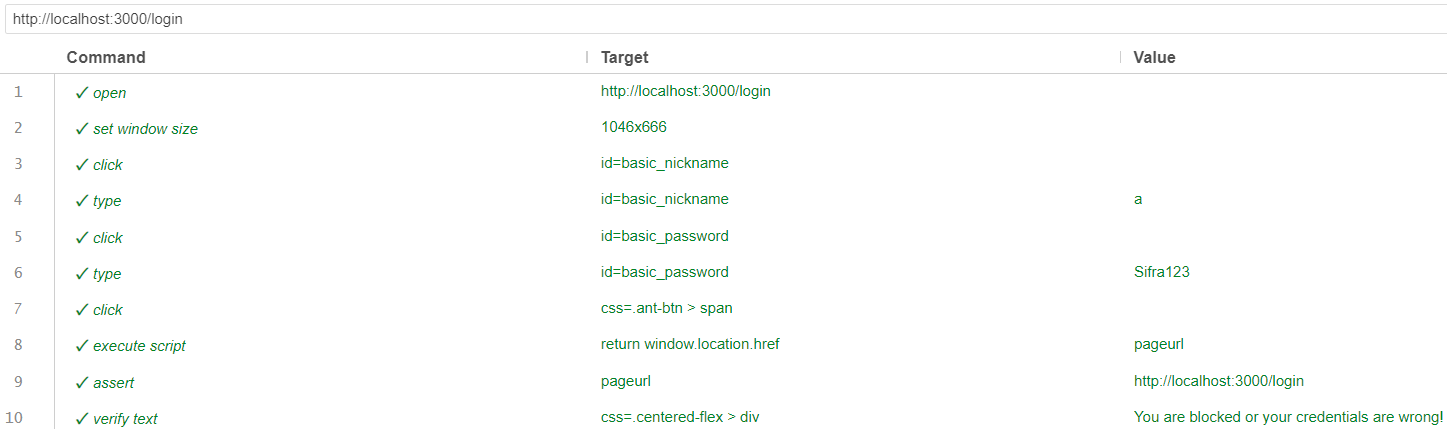 http://localhost:3000/login
Command Target Value
1 ✓ open http://localhost:3000/login
2 ✓ set window size 1046x666
3 ✓ click id=basic_nickname
4 ✓ type id=basic_nickname a
5 ✓ click id=basic_password
6 ✓ type id=basic_password Sifra123
7 ✓ click css=.ant-btn > span
8 ✓ execute script return window.location.href pageurl
9 ✓ assert pageurl http://localhost:3000/login
10 ✓ verify text css=.centered-flex > div You are blocked or your credentials are wrong!